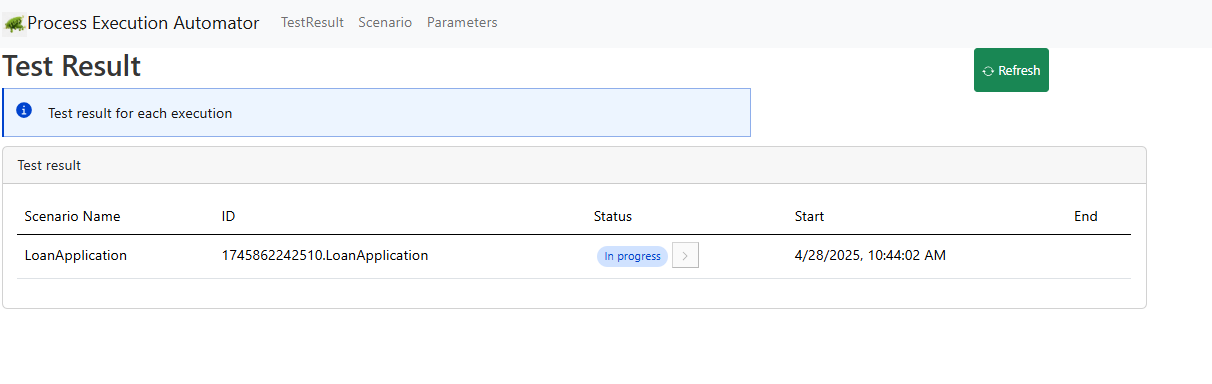 Process Execution Automator TestResult Scenario Parameters
Test Result
Refresh
Test result for each execution
Test result
Scenario Name ID Status Start End
LoanApplication 1745862242510.LoanApplication In progress 4/28/2025, 10:44:02 AM